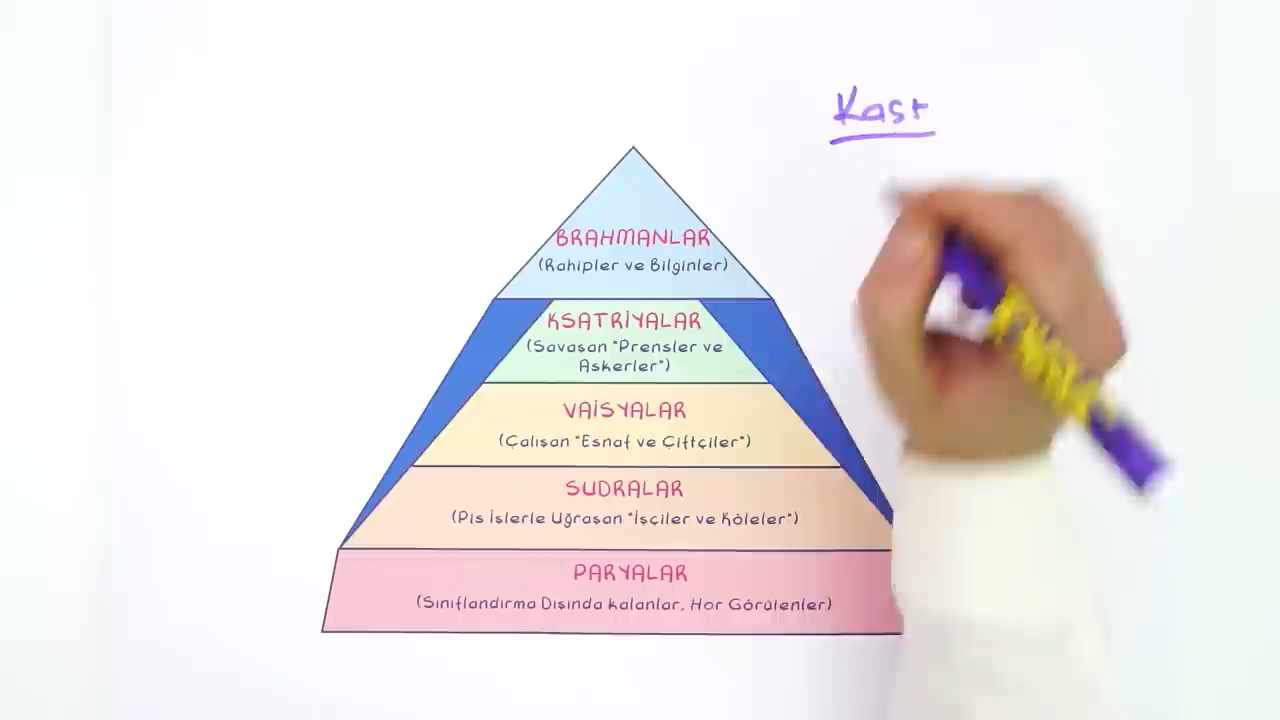 Kast
BRAHMANLAR
(Rahipler ve Bilginler)
KSATRİYALAR
(Savaşan "Prensler ve
Askerler")
VAİSYALAR
(Çalışan "Esnaf ve Çiftçiler")
SUDRALAR
(Pis İşlerle Uğraşan "İşçiler ve Köleler")
PARYALAR
(Sınıflandırma Dışında kalanlar, Hor Görülenler)